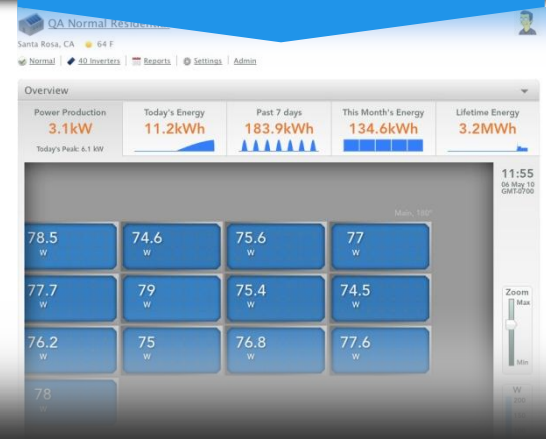 QA Normal Residen
Santa Rosa, CA 64 F
Normal | 40 Inverters | Reports | Settings | Admin
Overview
Power Production Today's Energy Past 7 days This Month's Energy Lifetime Energy
3.1kW 11.2kWh 183.9kWh 134.6kWh 3.2MWh
Today's Peak: 6.1 kW
11:55
06 May 10
GMT-0700
Main, 180°
78.5 74.6 75.6 77
W W W W
77.7 79 75.4 74.5
W W W W
Zoom
Max
76.2 75 76.8 77.6
W W W W
Min
78
W
W
200